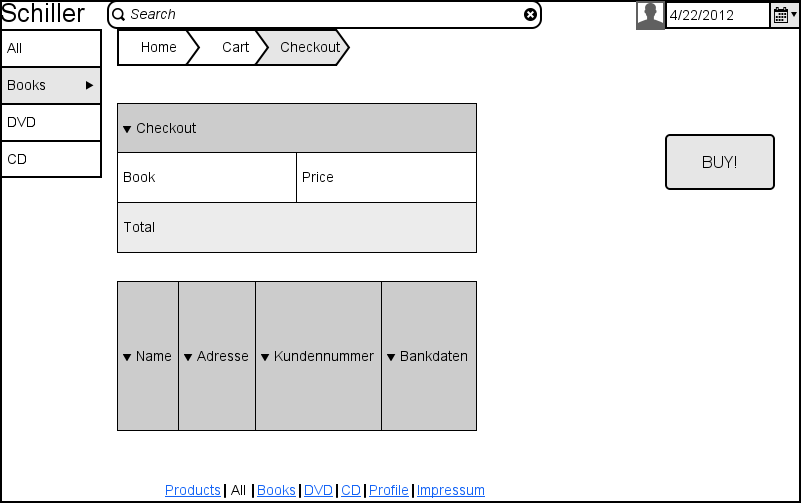 Schiller
Search
4/22/2012
All
Books
DVD
CD
Home Cart Checkout
Checkout
Book Price
Total
BUY!
Name Adresse Kundennummer Bankdaten
Products | All | Books | DVD | CD | Profile | Impressum